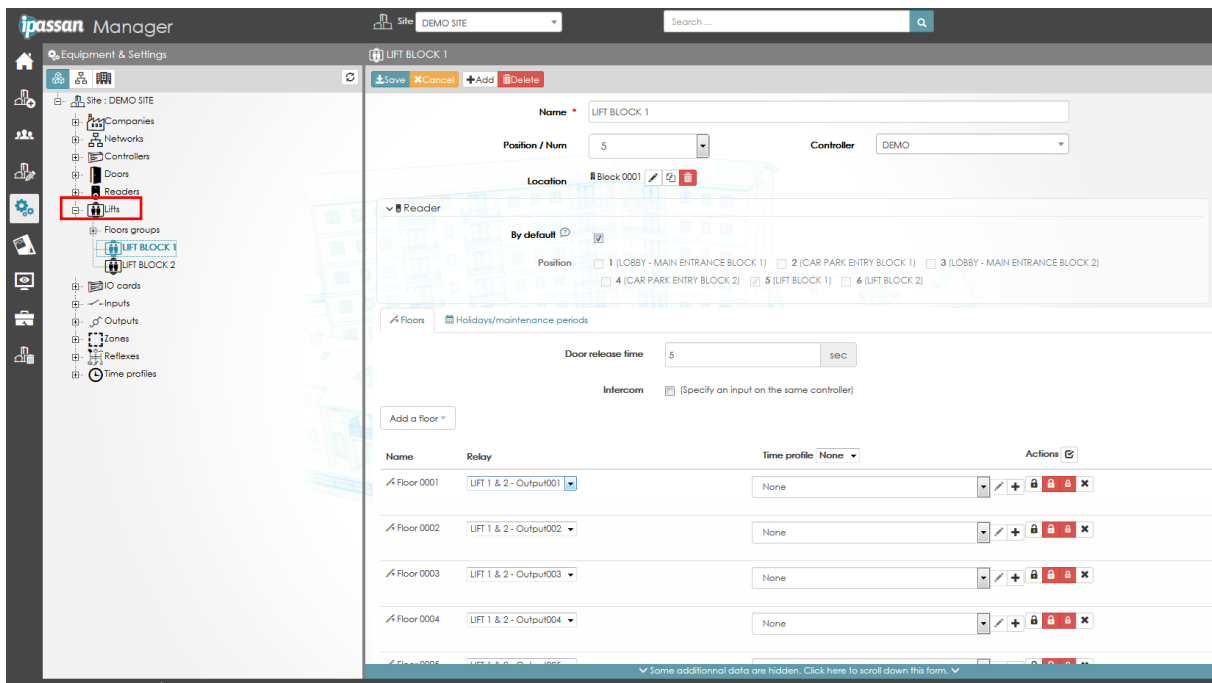 ipassan Manager
Site DEMO SITE
Search ...
Equipment & Settings
LIFT BLOCK 1
Save Cancel Add Delete
Site : DEMO SITE
Companies
Networks
Controllers
Doors
Readers
Lifts
Floors groups
LIFT BLOCK 1
LIFT BLOCK 2
IO cards
Inputs
Outputs
Zones
Reflexes
Time profiles
Name * LIFT BLOCK 1
Position / Num 5 Controller DEMO
Location Block 0001
Reader
By default
Position 1 (LOBBY - MAIN ENTRANCE BLOCK 1) 2 (CAR PARK ENTRY BLOCK 1) 3 (LOBBY - MAIN ENTRANCE BLOCK 2)
4 (CAR PARK ENTRY BLOCK 2) 5 (LIFT BLOCK 1) 6 (LIFT BLOCK 2)
Floors Holidays/maintenance periods
Door release time 5 sec
Intercom (Specify an input on the same controller)
Add a floor
Name Relay Time profile None Actions
Floor 0001 LIFT 1 & 2 - Output001 None
Floor 0002 LIFT 1 & 2 - Output002 None
Floor 0003 LIFT 1 & 2 - Output003 None
Floor 0004 LIFT 1 & 2 - Output004 None
Some additionnal data are hidden. Click here to scroll down this form.